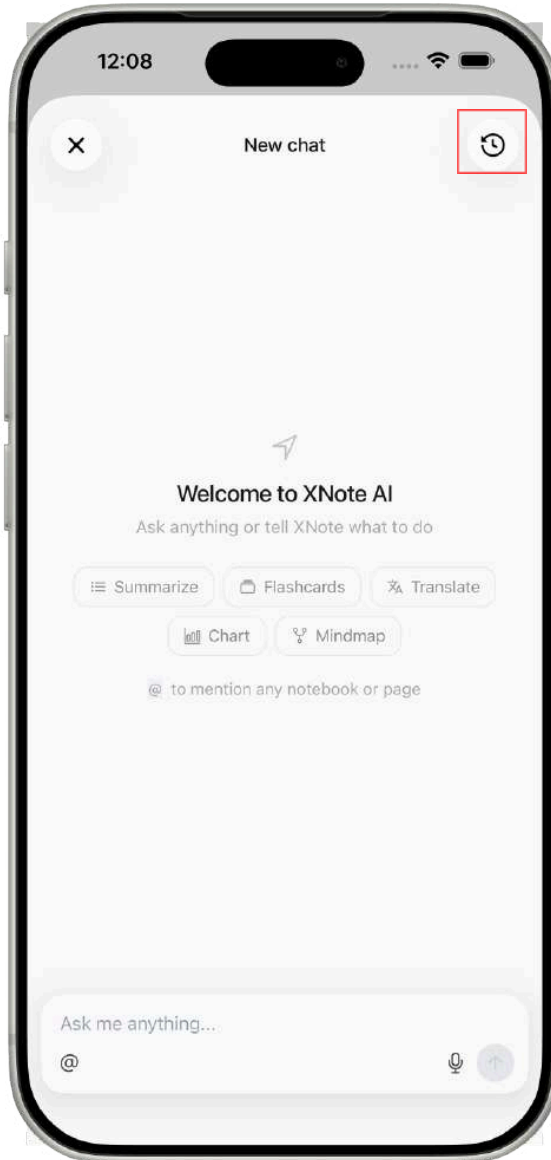 12:08
New chat
Welcome to XNote AI
Ask anything or tell XNote what to do
Summarize
Flashcards
Translate
Chart
Mindmap
@ to mention any notebook or page
Ask me anything...
@